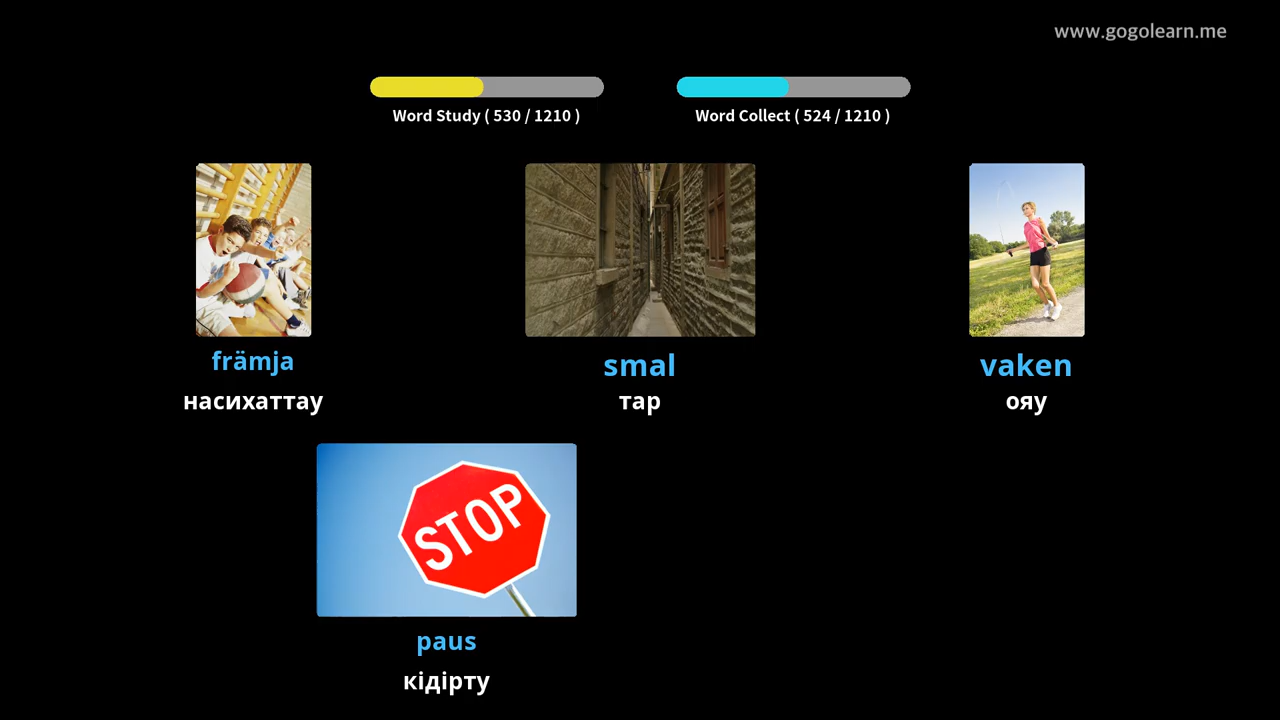 www.gogolearn.me
Word Study ( 530 / 1210 )
Word Collect ( 524 / 1210 )
främja
smal
vaken
насихаттау
тар
ояу
STOP
paus
кідірту